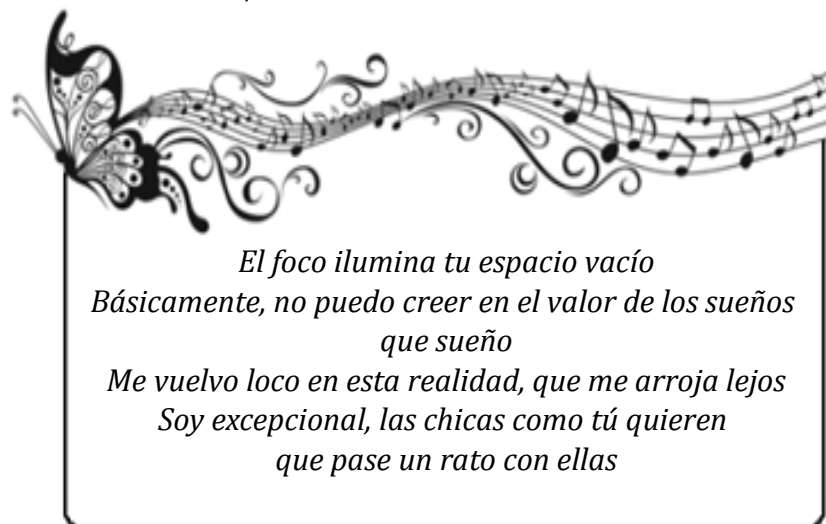 El foco ilumina tu espacio vacío
Básicamente, no puedo creer en el valor de los sueños
que sueño
Me vuelvo loco en esta realidad, que me arroja lejos
Soy excepcional, las chicas como tú quieren
que pase un rato con ellas